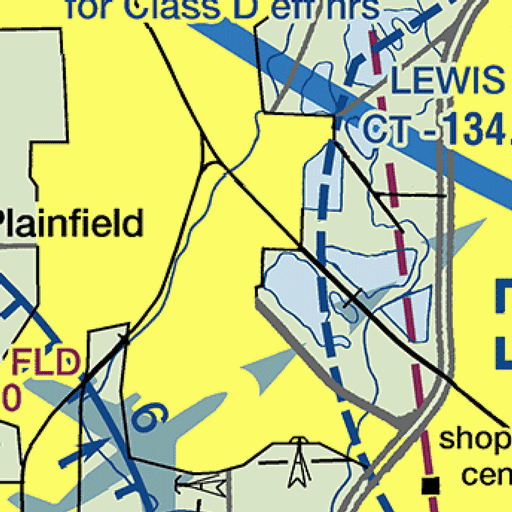 for Class D eff hrs
LEWIS
CT - 134.
Plainfield
FLD
0
6
shop
cen